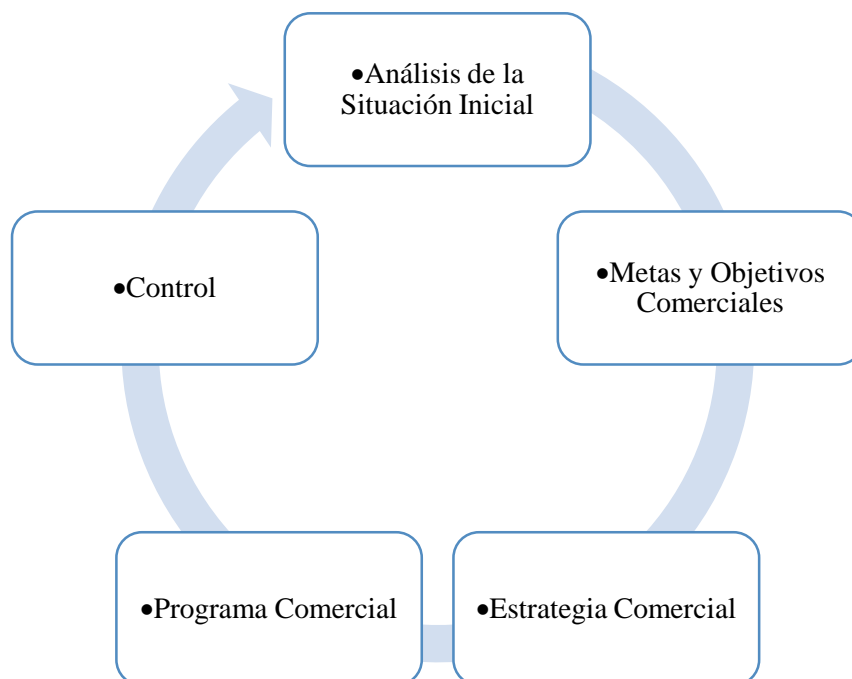 •Análisis de la
Situación Inicial
•Metas y Objetivos
Comerciales
•Estrategia Comercial
•Programa Comercial
•Control